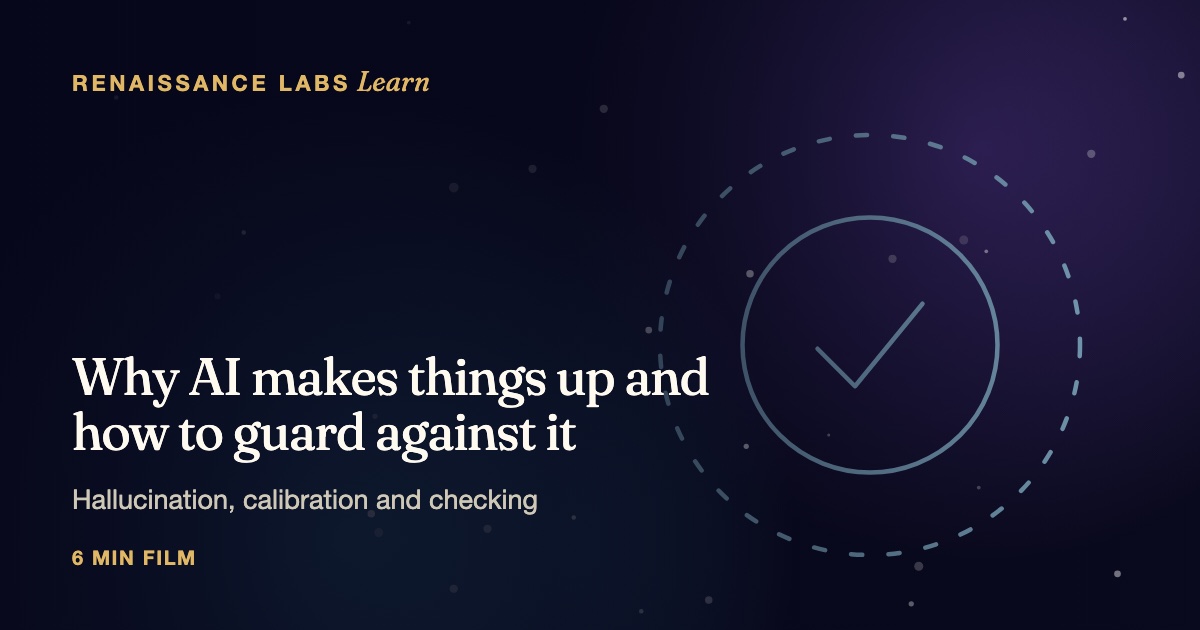 RENAISSANCE LABS Learn
Why AI makes things up and
how to guard against it
Hallucination, calibration and checking
6 MIN FILM